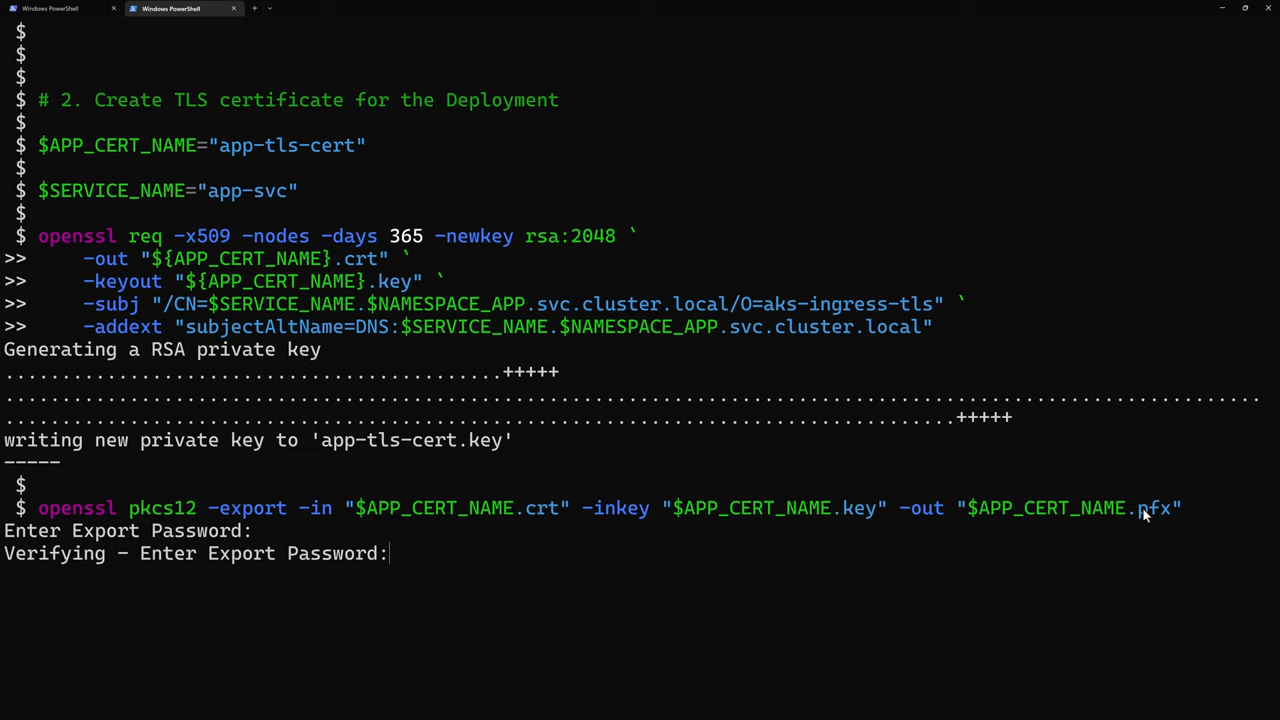 Windows PowerShell
Windows PowerShell
$
$
$
$ # 2. Create TLS certificate for the Deployment
$
$ $APP_CERT_NAME="app-tls-cert"
$
$ $SERVICE_NAME="app-svc"
$
$ openssl req -x509 -nodes -days 365 -newkey rsa:2048 `
>>     -out "${APP_CERT_NAME}.crt" `
>>     -keyout "${APP_CERT_NAME}.key" `
>>     -subj "/CN=$SERVICE_NAME.$NAMESPACE_APP.svc.cluster.local/O=aks-ingress-tls" `
>>     -addext "subjectAltName=DNS:$SERVICE_NAME.$NAMESPACE_APP.svc.cluster.local"
Generating a RSA private key
............................................+++++
...............................................................................................................
....................................................................................+++++
writing new private key to 'app-tls-cert.key'
-----
$
$ openssl pkcs12 -export -in "$APP_CERT_NAME.crt" -inkey "$APP_CERT_NAME.key" -out "$APP_CERT_NAME.pfx"
Enter Export Password:
Verifying - Enter Export Password: